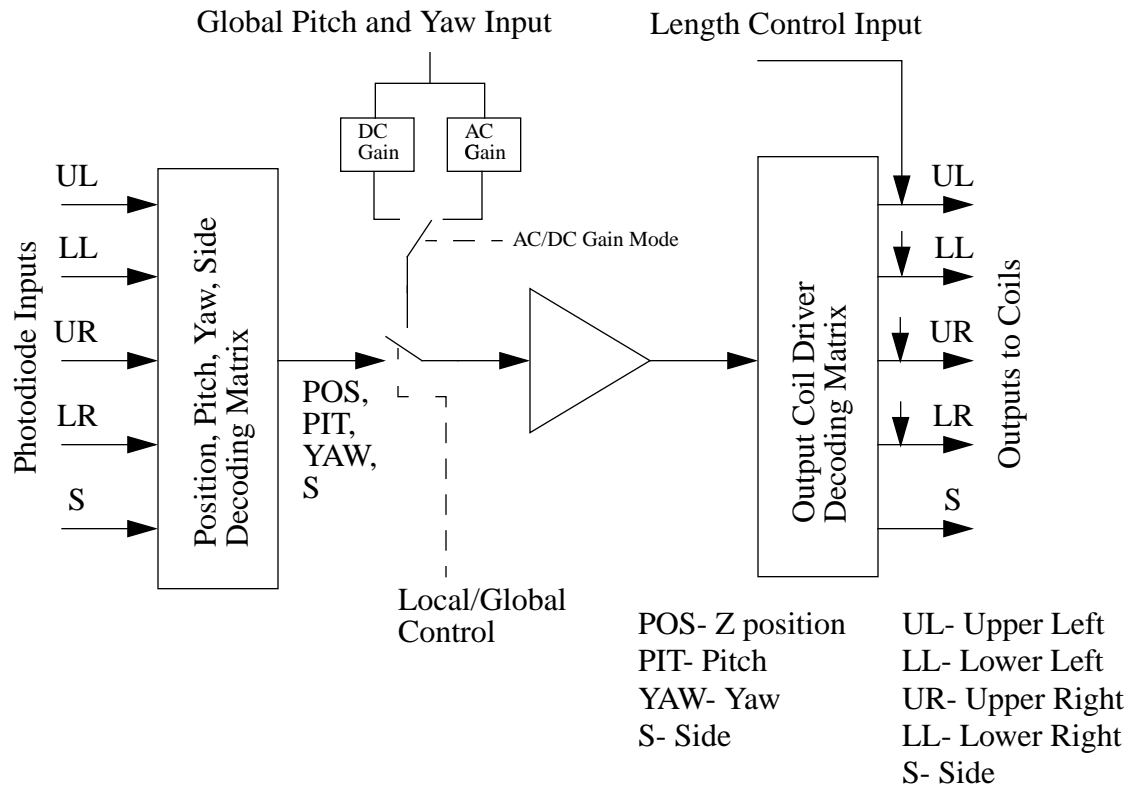 Global Pitch and Yaw Input
Length Control Input
DC
Gain
AC
Gain
AC/DC Gain Mode
Photodiode Inputs
UL
LL
UR
LR
S
Position, Pitch, Yaw, Side
Decoding Matrix
POS,
PIT,
YAW,
S
Local/Global
Control
Output Coil Driver
Decoding Matrix
UL
LL
UR
LR
S
Outputs to Coils
POS- Z position
PIT- Pitch
YAW- Yaw
S- Side
UL- Upper Left
LL- Lower Left
UR- Upper Right
LL- Lower Right
S- Side